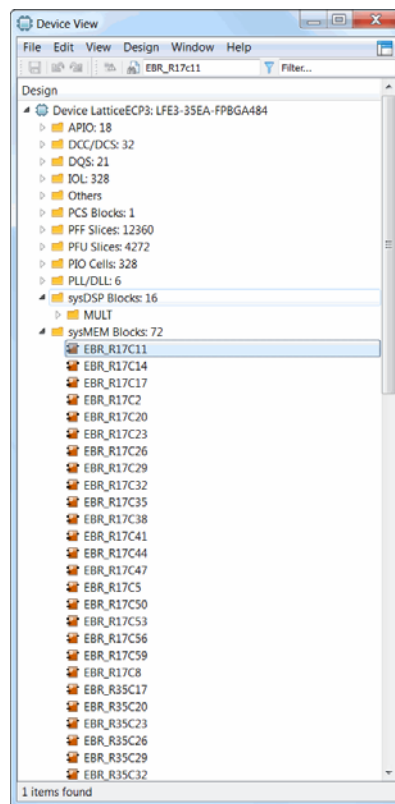 Device View
File Edit View Design Window Help
EBR_R17c11 Filter...
Design
Device LatticeECP3: LFE3-35EA-FPBGA484
APIO: 18
DCC/DCS: 32
DQS: 21
IOL: 328
Others
PCS Blocks: 1
PFF Slices: 12360
PFU Slices: 4272
PIO Cells: 328
PLL/DLL: 6
sysDSP Blocks: 16
MULT
sysMEM Blocks: 72
EBR_R17C11
EBR_R17C14
EBR_R17C17
EBR_R17C2
EBR_R17C20
EBR_R17C23
EBR_R17C26
EBR_R17C29
EBR_R17C32
EBR_R17C35
EBR_R17C38
EBR_R17C41
EBR_R17C44
EBR_R17C47
EBR_R17C5
EBR_R17C50
EBR_R17C53
EBR_R17C56
EBR_R17C59
EBR_R17C8
EBR_R35C17
EBR_R35C20
EBR_R35C23
EBR_R35C26
EBR_R35C29
EBR_R35C32
1 items found